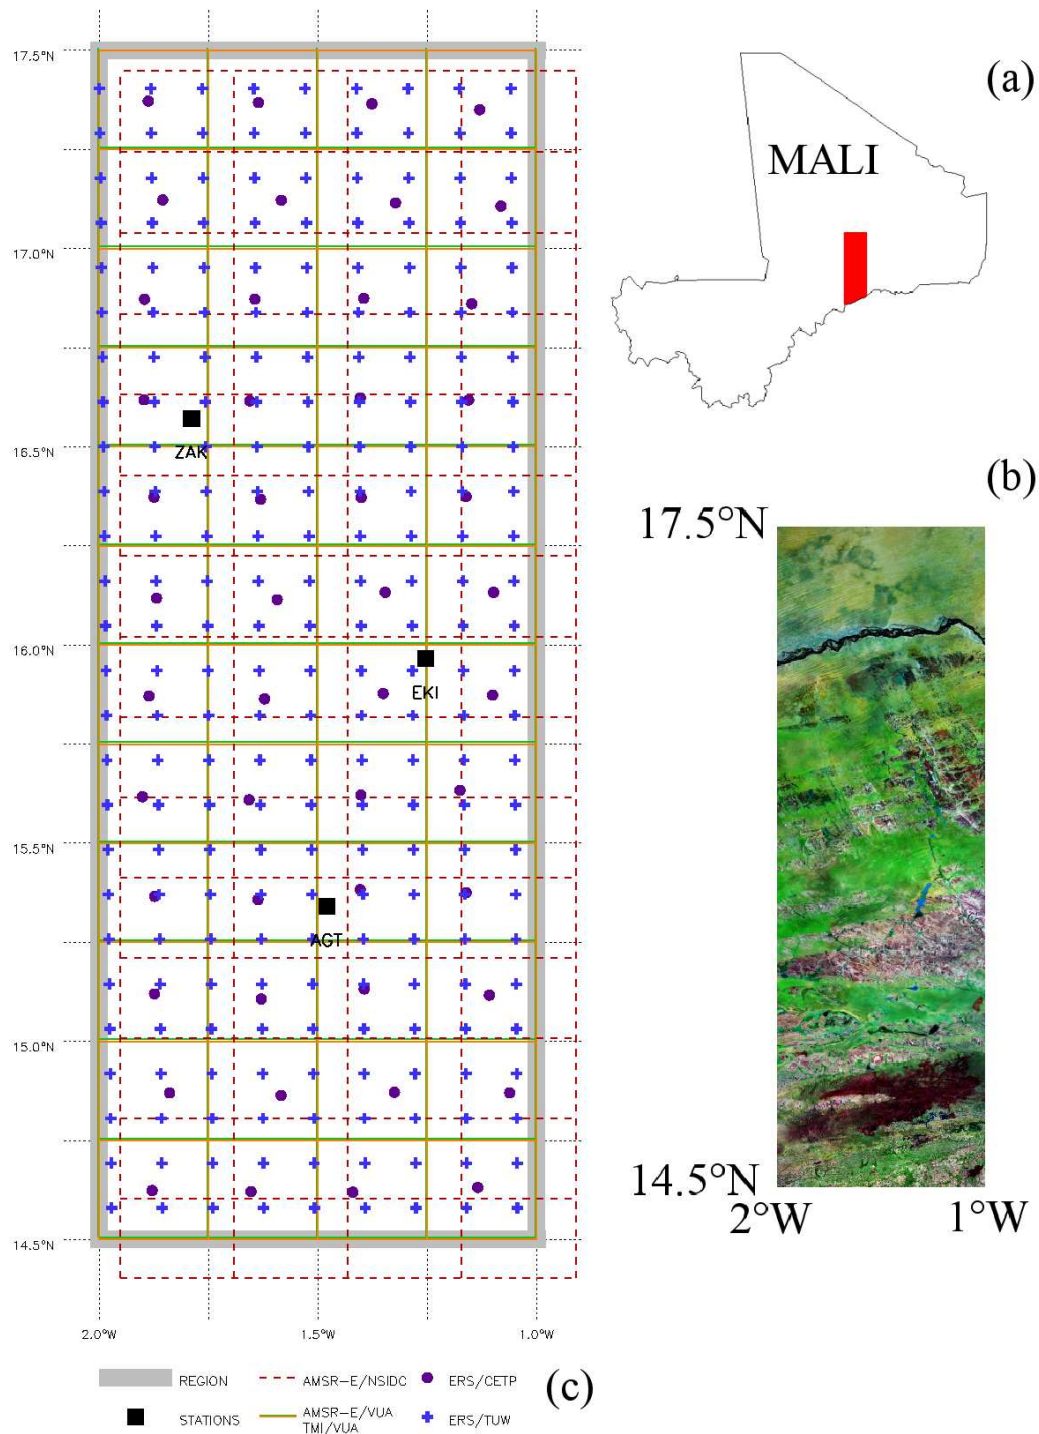 (a)
MALI
17.5°N
17.0°N
16.5°N
ZAK
16.0°N
EKI
15.5°N
AGT
15.0°N
14.5°N
2.0°W
1.5°W
1.0°W
(b)
17.5°N
14.5°N
2°W
1°W
REGION
AMSR-E/NSIDC
ERS/CETP
(c)
STATIONS
AMSR-E/VUA
TMI/VUA
ERS/TUW